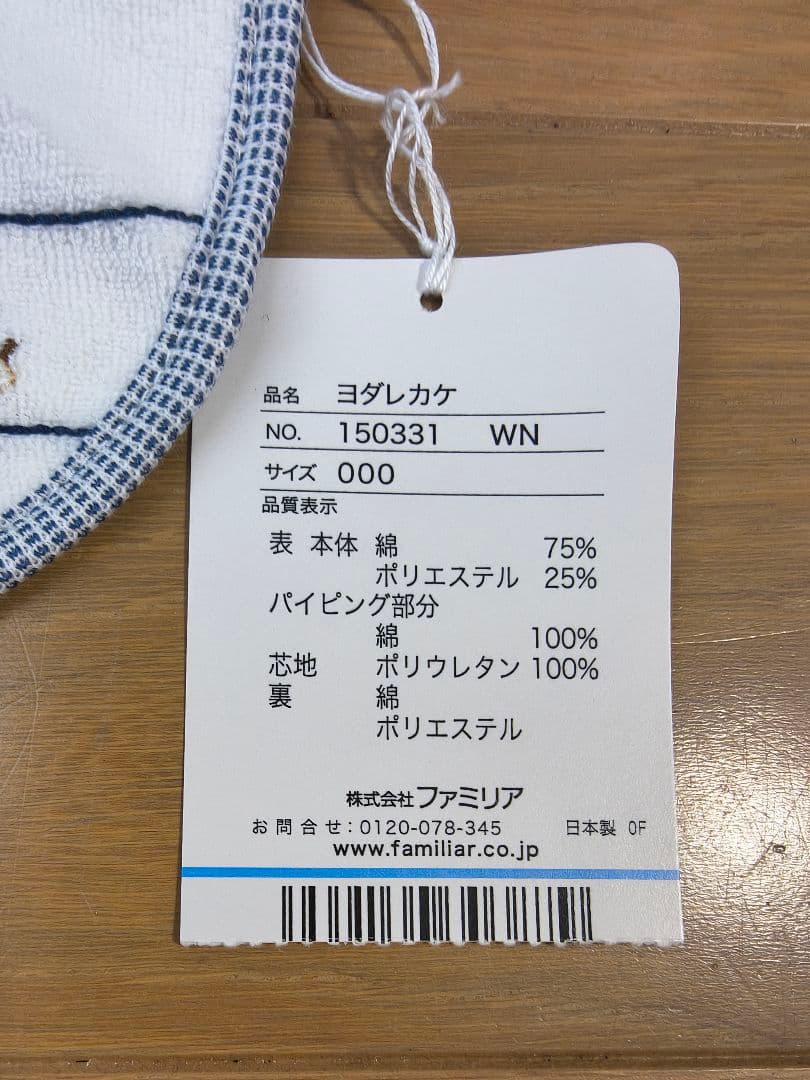 品名 ヨダレカケ
NO. 150331 WN
サイズ 000
品質表示
表 本体 綿 75%
ポリエステル 25%
パイピング部分
綿 100%
芯地 ポリウレタン 100%
裏 綿
ポリエステル
株式会社ファミリア
お問合せ:0120-078-345 日本製 0F
www.familiar.co.jp